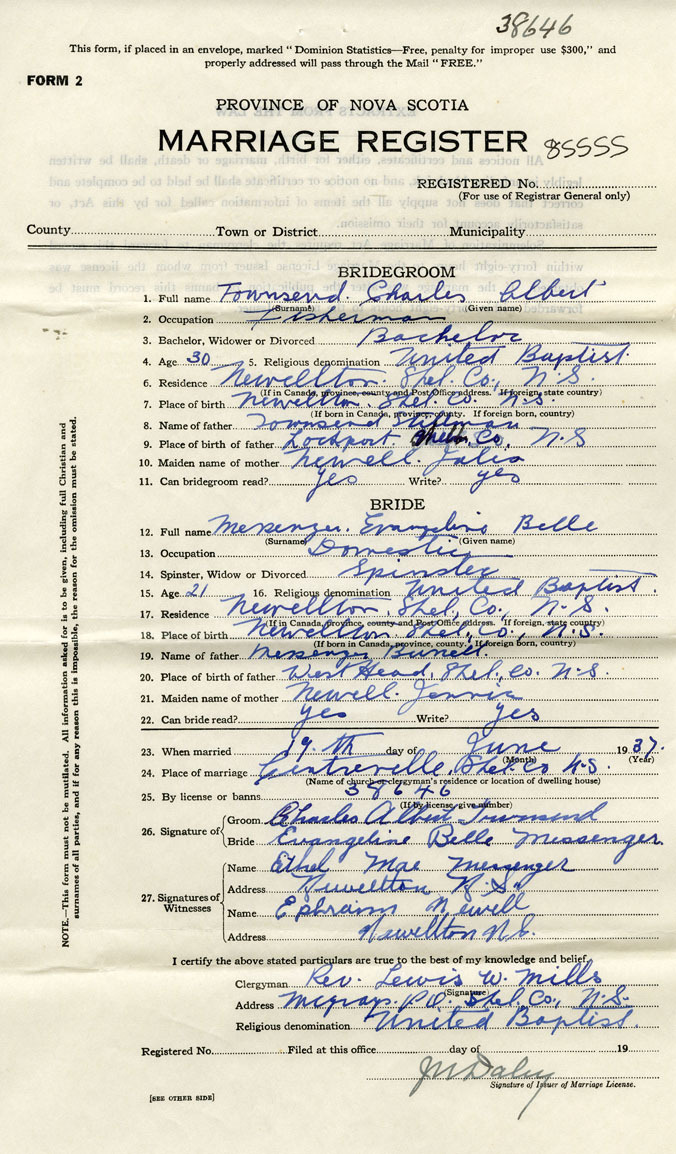 38646
This form, if placed in an envelope, marked "Dominion Statistics—Free, penalty for improper use $300," and
properly addressed will pass through the Mail "FREE."
FORM 2
PROVINCE OF NOVA SCOTIA
MARRIAGE REGISTER 85555
REGISTERED No.
(For use of Registrar General only)
County Town or District Municipality
BRIDEGROOM
1. Full name Townsend. Charles Albert
(Surname) (Given name)
2. Occupation Fisherman
3. Bachelor, Widower or Divorced Bachelor
4. Age 30 5. Religious denomination United Baptist.
6. Residence Newellton. Shel. Co., N.S.
(If in Canada, province, county and Post Office address. If foreign, state country)
7. Place of birth Newellton. Shel. Co. N.S.
(If born in Canada, province, county. If foreign born, country)
8. Name of father Townsend
9. Place of birth of father Lockport Shel. Co., N.S
10. Maiden name of mother Newell. Julia
11. Can bridegroom read? Yes Write? yes
BRIDE
12. Full name Messenger. Evangeline Belle
(Surname) (Given name)
13. Occupation Domestic
14. Spinster, Widow or Divorced Spinster
15. Age 21 16. Religious denomination United Baptist.
17. Residence Newellton. Shel. Co., N.S.
(If in Canada, province, county and Post Office address. If foreign, state country)
18. Place of birth Newellton. Shel., Co., N.S.
(If born in Canada, province, county. If foreign born, country)
19. Name of father Messenger
20. Place of birth of father West Head, Shel, Co. N.S.
21. Maiden name of mother Newell. Jennie
22. Can bride read? Yes Write? Yes
23. When married 19.th day of June 1937.
(Month) (Year)
24. Place of marriage Centreville, Shel Co N.S.
(Name of church or clergyman's residence or location of dwelling house)
25. By license or banns 38646
(If by license, give number)
26. Signature of Groom Charles Albert Townsend
Bride Evangeline Belle Messenger.
27. Signatures of Witnesses Name Ethel Mae Messenger
Address Newellton N.S.
Name Ephraim Newell
Address Newellton N.S.
I certify the above stated particulars are true to the best of my knowledge and belief,
Clergyman Rev. Lewis W. Mills
(Signature)
Address McGray. P.O. Shel, Co., N.S.
Religious denomination United Baptist.
Registered No. Filed at this office day of 19
Signature of Issuer of Marriage License.
[SEE OTHER SIDE]
NOTE.—This form must not be mutilated. All information asked for is to be given, including full Christian and
surnames of all parties, and if for any reason this is impossible, the reason for the omission must be stated.